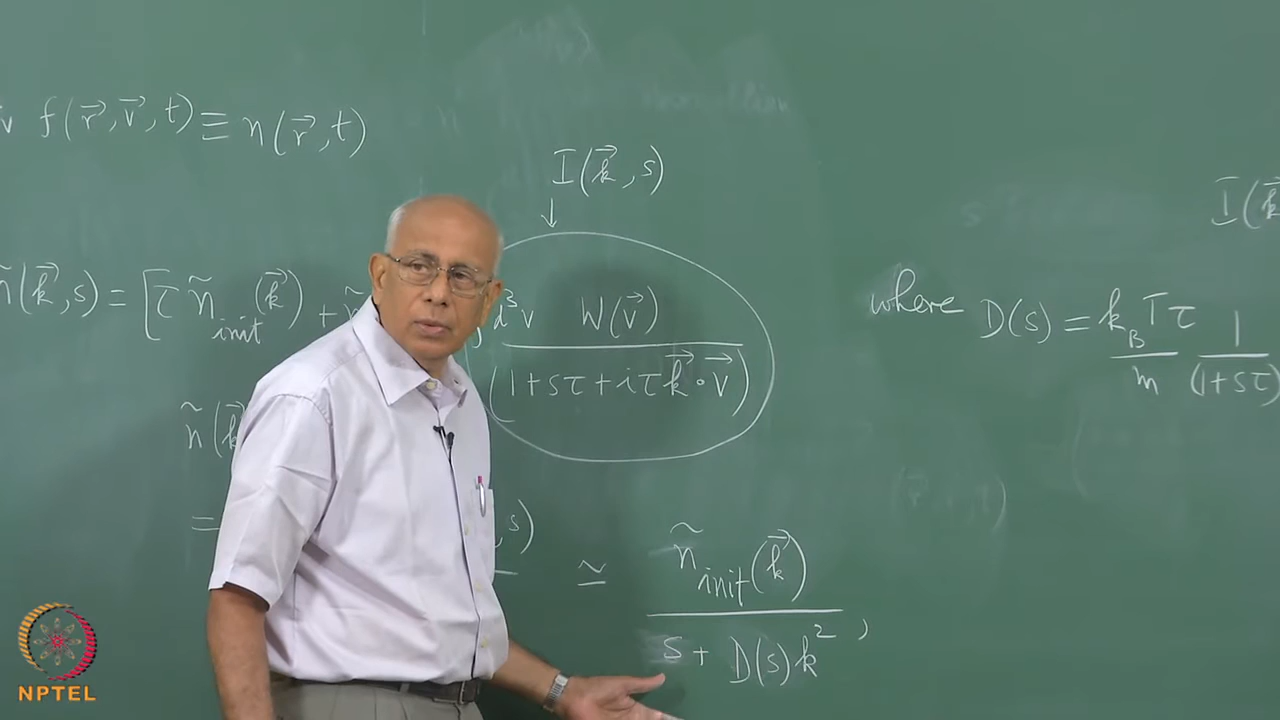 f(r⃗, v⃗, t) ≡ n(r⃗, t)
I(k⃗, s)
↓
ñ(k⃗, s) = [τ ñ_init(k⃗) + d³v W(v⃗) / (1 + sτ + iτ k⃗·v⃗)
where D(s) = k_B T τ / m 1 / (1+sτ)
ñ(k⃗
= , s) ≃ ñ_init(k⃗) / (s + D(s)k²) ,
NPTEL